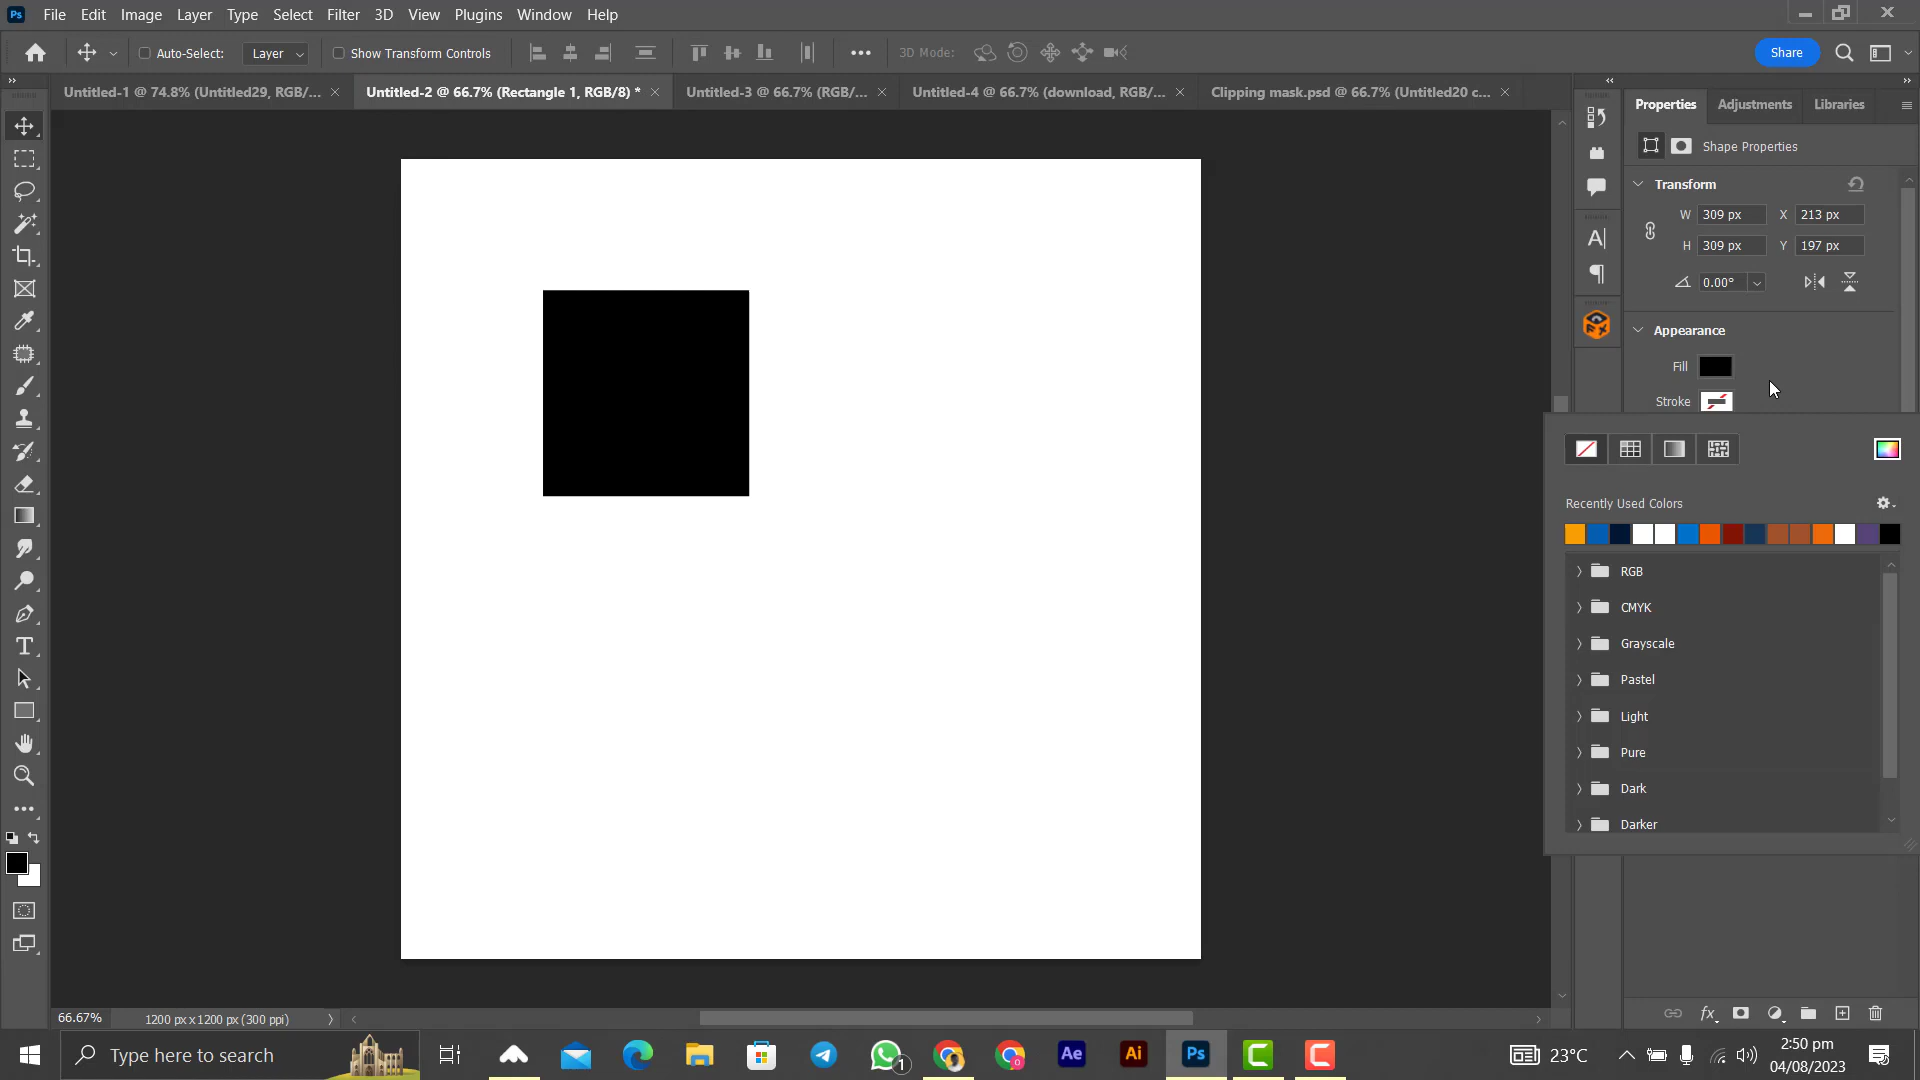 Ps File Edit Image Layer Type Select Filter 3D View Plugins Window Help
Auto-Select: Layer Show Transform Controls 3D Mode: Share
Untitled-1 @ 74.8% (Untitled29, RGB/... Untitled-2 @ 66.7% (Rectangle 1, RGB/8) * Untitled-3 @ 66.7% (RGB/... Untitled-4 @ 66.7% (download, RGB/... Clipping mask.psd @ 66.7% (Untitled20 c...
Properties Adjustments Libraries
Shape Properties
Transform
W 309 px X 213 px
H 309 px Y 197 px
0.00°
Appearance
Fill
Stroke
Recently Used Colors
RGB
CMYK
Grayscale
Pastel
Light
Pure
Dark
Darker
66.67% 1200 px x 1200 px (300 ppi)
Type here to search
1
Ae Ai Ps
23°C
2:50 pm
04/08/2023